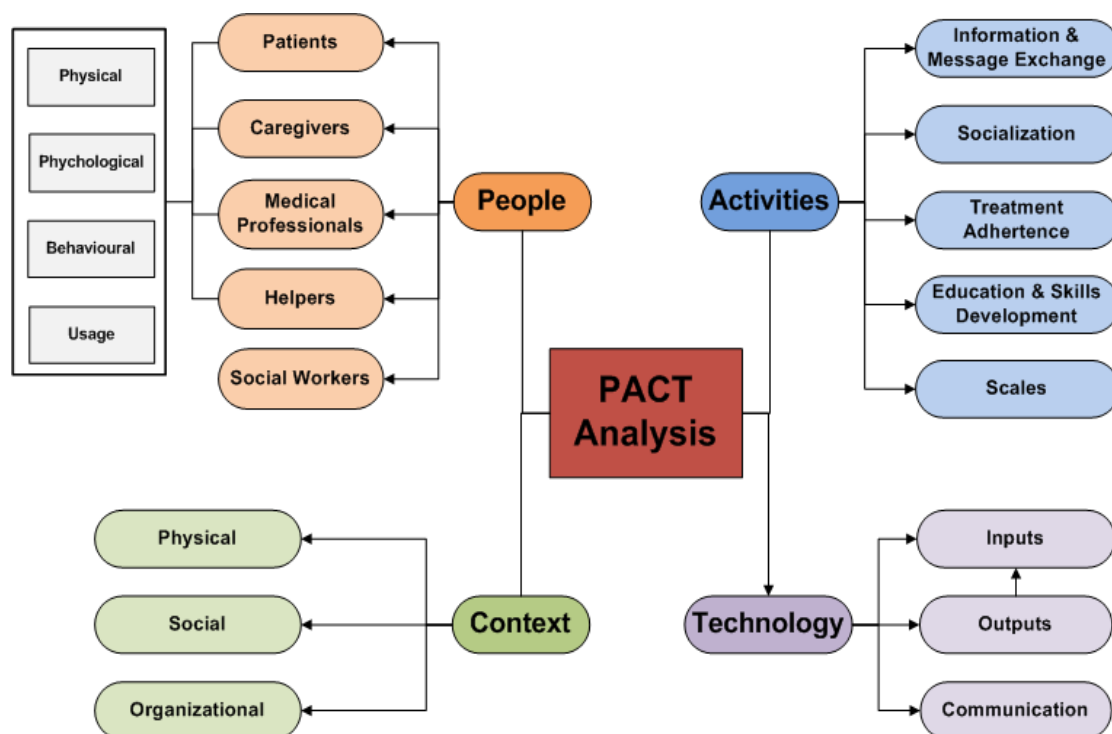 Physical
Phychological
Behavioural
Usage
Patients
Caregivers
Medical
Professionals
Helpers
Social Workers
People
Activities
Information &
Message Exchange
Socialization
Treatment
Adhertence
Education & Skills
Development
Scales
PACT
Analysis
Physical
Social
Organizational
Context
Technology
Inputs
Outputs
Communication